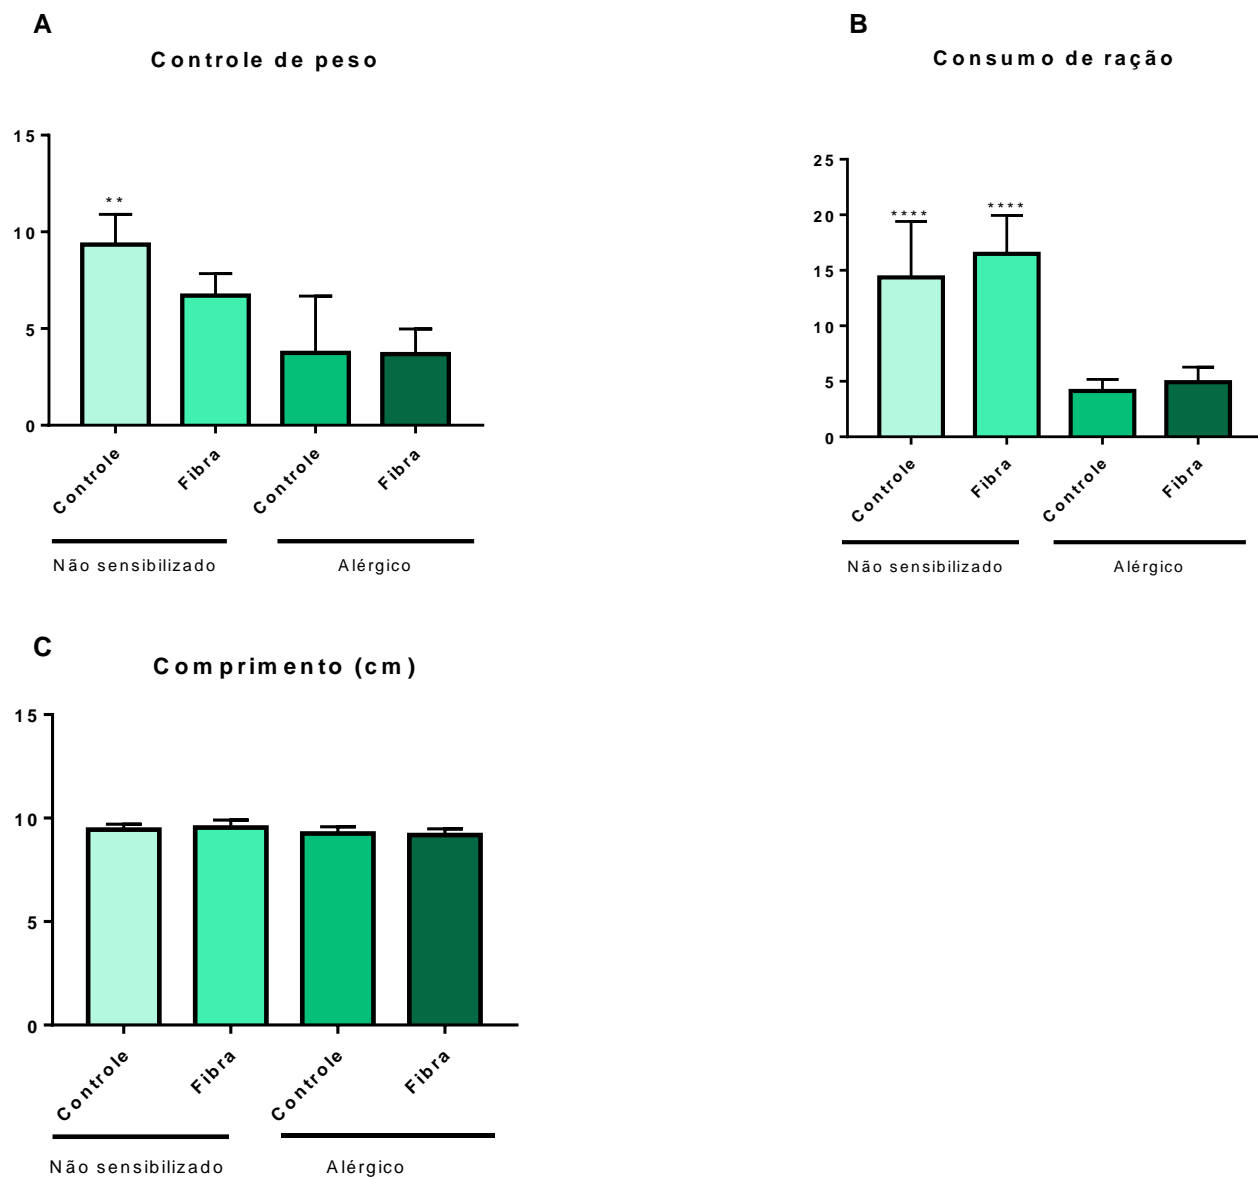 A
Controle de peso
15
**
10
5
0
Controle
Fibra
Controle
Fibra
Não sensibilizado
Alérgico
B
Consumo de ração
25
20
****
****
15
10
5
0
Controle
Fibra
Controle
Fibra
Não sensibilizado
Alérgico
C
Comprimento (cm)
15
10
5
0
Controle
Fibra
Controle
Fibra
Não sensibilizado
Alérgico